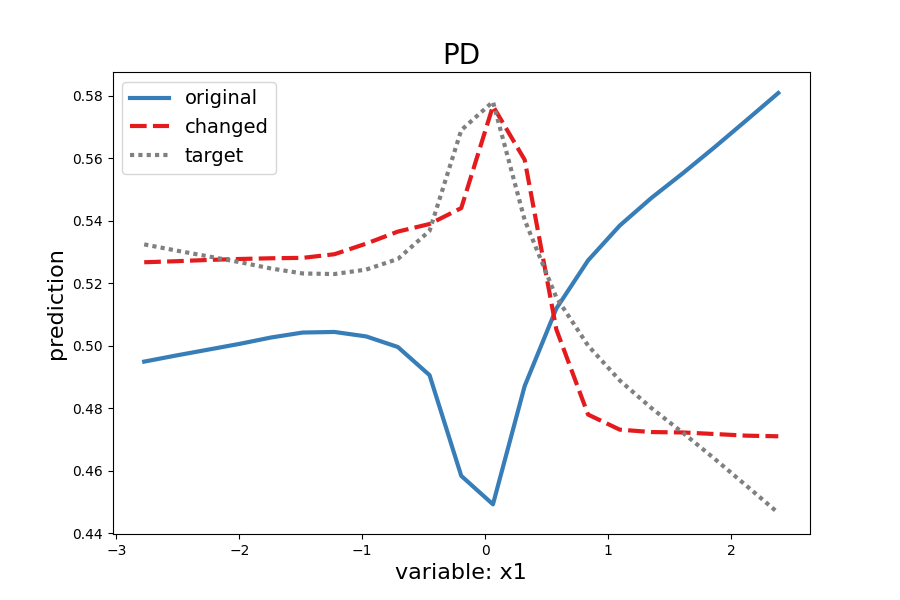 PD
original
changed
target
prediction
0.58
0.56
0.54
0.52
0.50
0.48
0.46
0.44
−3
−2
−1
0
1
2
variable: x1